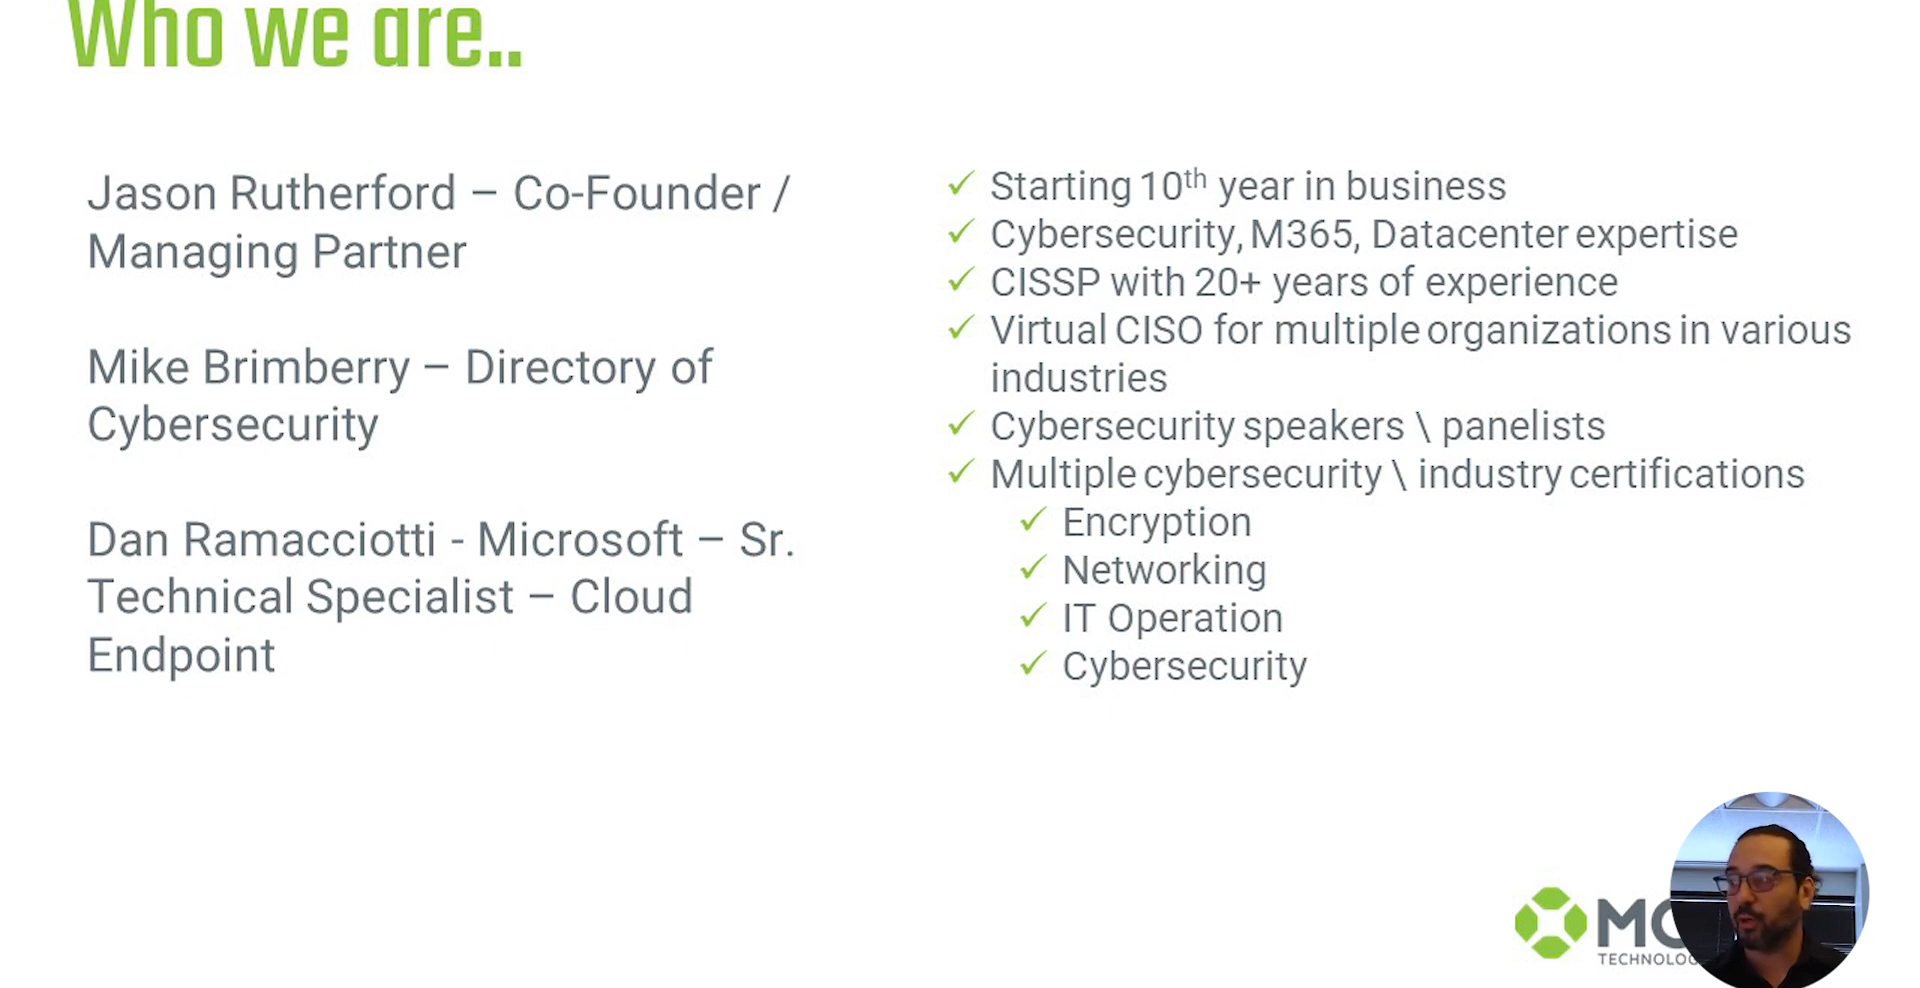 Who we are..
Jason Rutherford – Co-Founder /
Managing Partner
Mike Brimberry – Directory of
Cybersecurity
Dan Ramacciotti - Microsoft – Sr.
Technical Specialist – Cloud
Endpoint
✓ Starting 10th year in business
✓ Cybersecurity, M365, Datacenter expertise
✓ CISSP with 20+ years of experience
✓ Virtual CISO for multiple organizations in various
industries
✓ Cybersecurity speakers \ panelists
✓ Multiple cybersecurity \ industry certifications
✓ Encryption
✓ Networking
✓ IT Operation
✓ Cybersecurity